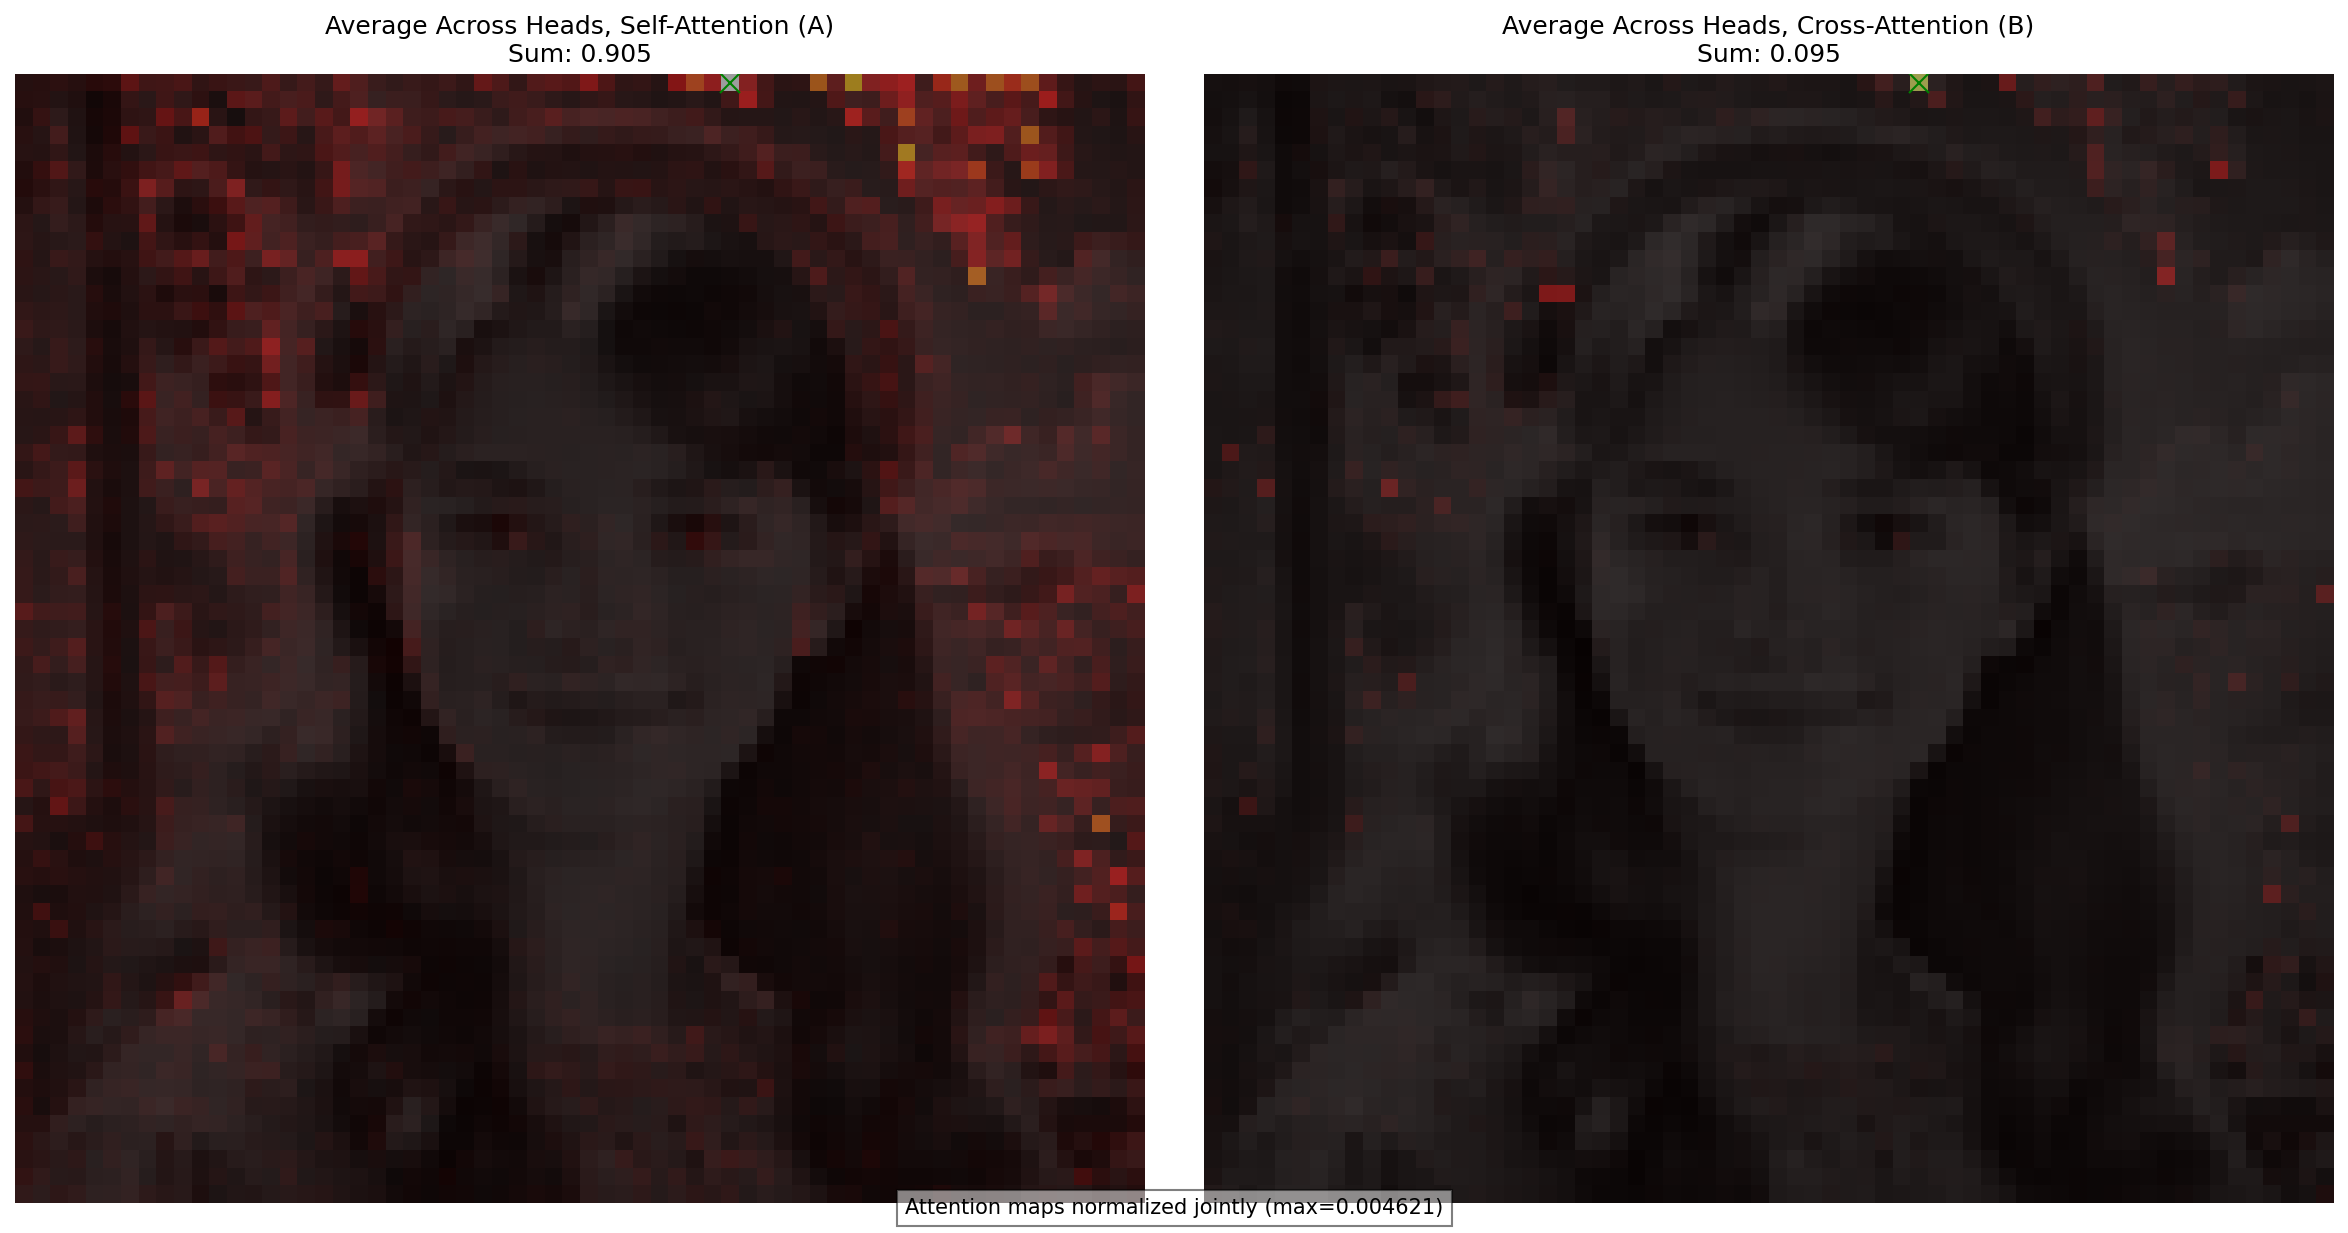 Average Across Heads, Self-Attention (A)
Sum: 0.905
Average Across Heads, Cross-Attention (B)
Sum: 0.095
Attention maps normalized jointly (max=0.004621)